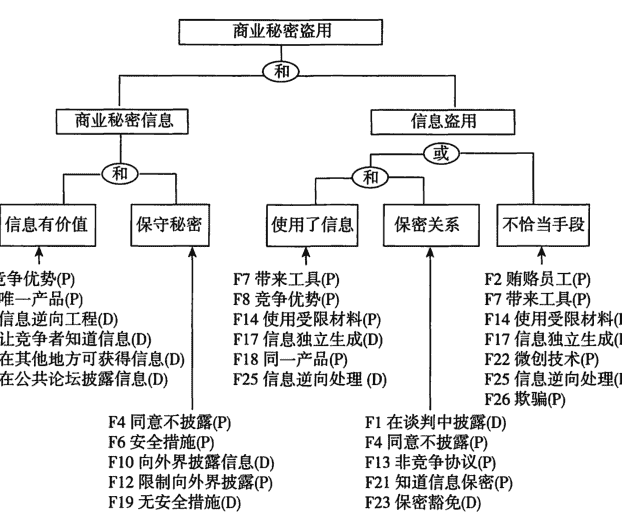 商业秘密盗用
和
商业秘密信息
信息盗用
或
和
和
信息有价值
保守秘密
使用了信息
保密关系
不恰当手段
竞争优势(P)
唯一产品(P)
信息逆向工程(D)
让竞争者知道信息(D)
在其他地方可获得信息(D)
在公共论坛披露信息(D)
F7 带来工具(P)
F8 竞争优势(P)
F14 使用受限材料(P)
F17 信息独立生成(D)
F18 同一产品(P)
F25 信息逆向处理 (D)
F2 贿赂员工(P)
F7 带来工具(P)
F14 使用受限材料(
F17 信息独立生成(
F22 微创技术(P)
F25 信息逆向处理(
F26 欺骗(P)
F4 同意不披露(P)
F6 安全措施(P)
F10 向外界披露信息(D)
F12 限制向外界披露(P)
F19 无安全措施(D)
F1 在谈判中披露(D)
F4 同意不披露(P)
F13 非竞争协议(P)
F21 知道信息保密(P)
F23 保密豁免(D)